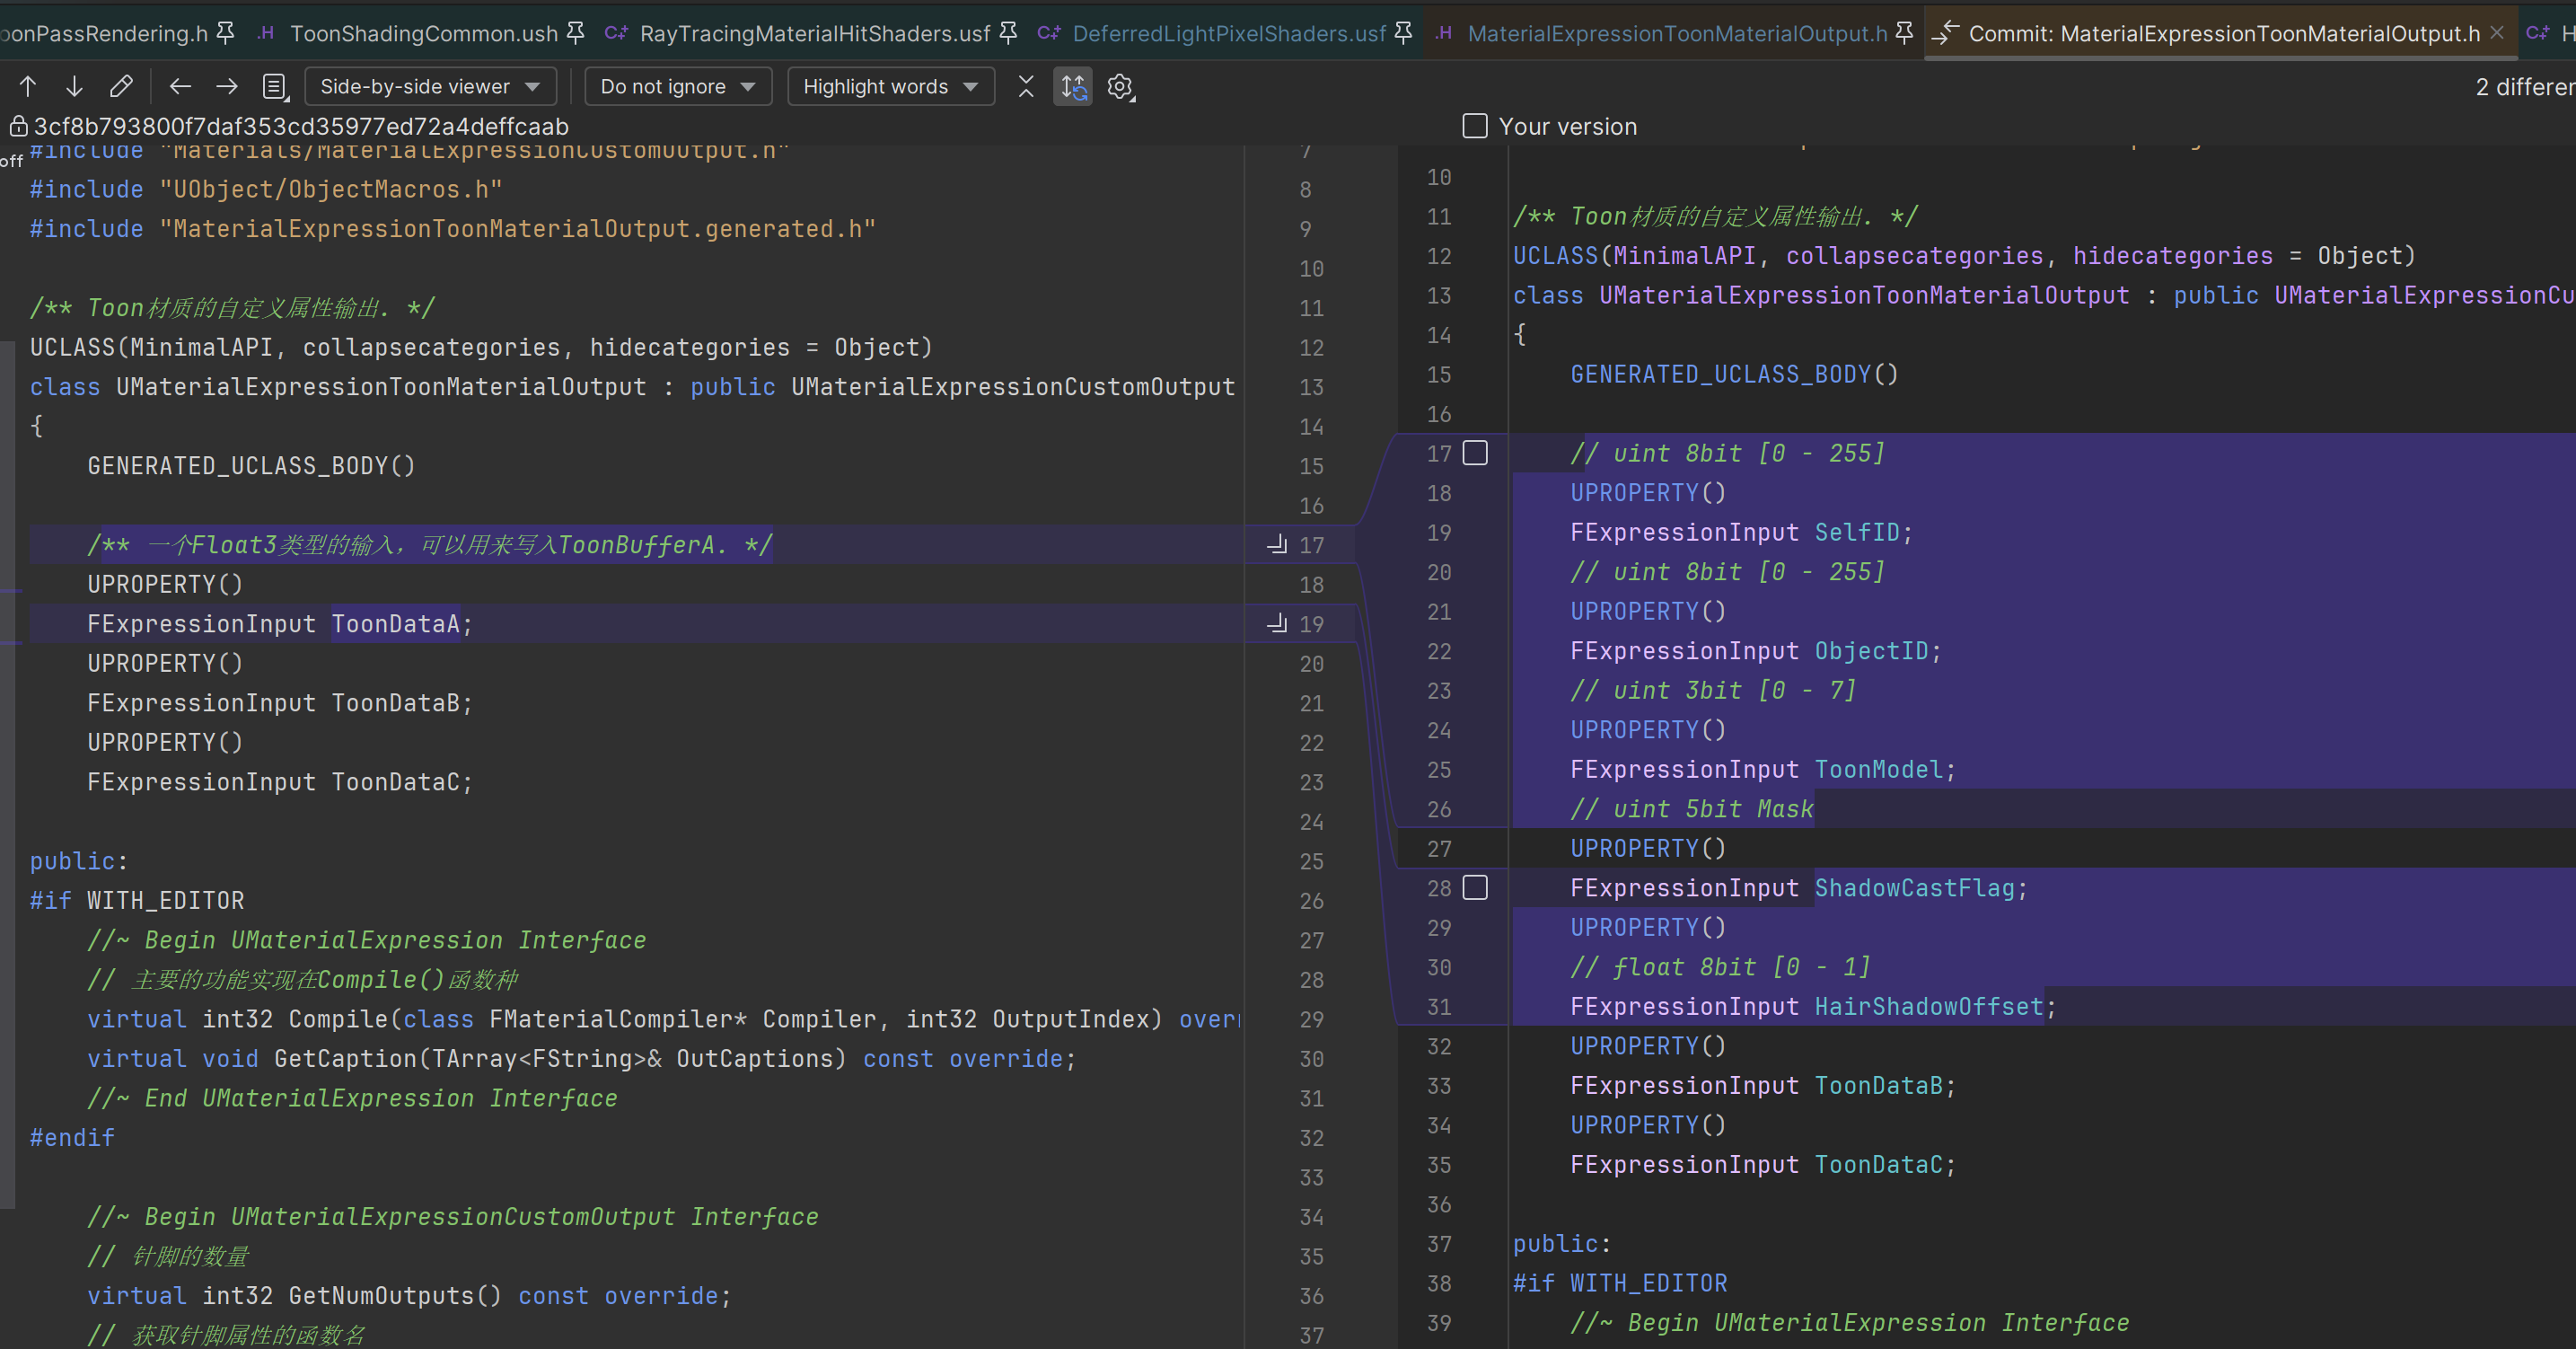 oonPassRendering.h ToonShadingCommon.ush RayTracingMaterialHitShaders.usf DeferredLightPixelShaders.usf MaterialExpressionToonMaterialOutput.h Commit: MaterialExpressionToonMaterialOutput.h
Side-by-side viewer Do not ignore Highlight words 2 differen
3cf8b793800f7daf353cd35977ed72a4deffcaab
off
#include "Materials/MaterialExpressionCustomOutput.h" 7
#include "UObject/ObjectMacros.h" 8
#include "MaterialExpressionToonMaterialOutput.generated.h" 9
10
/** Toon材质的自定义属性输出. */ 11
UCLASS(MinimalAPI, collapsecategories, hidecategories = Object) 12
class UMaterialExpressionToonMaterialOutput : public UMaterialExpressionCustomOutput 13
{ 14
GENERATED_UCLASS_BODY() 15
16
/** 一个Float3类型的输入，可以用来写入ToonBufferA. */ 17
UPROPERTY() 18
FExpressionInput ToonDataA; 19
UPROPERTY() 20
FExpressionInput ToonDataB; 21
UPROPERTY() 22
FExpressionInput ToonDataC; 23
24
public: 25
#if WITH_EDITOR 26
//~ Begin UMaterialExpression Interface 27
// 主要的功能实现在Compile()函数种 28
virtual int32 Compile(class FMaterialCompiler* Compiler, int32 OutputIndex) overr 29
virtual void GetCaption(TArray<FString>& OutCaptions) const override; 30
//~ End UMaterialExpression Interface 31
#endif 32
33
//~ Begin UMaterialExpressionCustomOutput Interface 34
// 针脚的数量 35
virtual int32 GetNumOutputs() const override; 36
// 获取针脚属性的函数名 37
Your version
10
11 /** Toon材质的自定义属性输出. */
12 UCLASS(MinimalAPI, collapsecategories, hidecategories = Object)
13 class UMaterialExpressionToonMaterialOutput : public UMaterialExpressionCu
14 {
15 GENERATED_UCLASS_BODY()
16
17 // uint 8bit [0 - 255]
18 UPROPERTY()
19 FExpressionInput SelfID;
20 // uint 8bit [0 - 255]
21 UPROPERTY()
22 FExpressionInput ObjectID;
23 // uint 3bit [0 - 7]
24 UPROPERTY()
25 FExpressionInput ToonModel;
26 // uint 5bit Mask
27 UPROPERTY()
28 FExpressionInput ShadowCastFlag;
29 UPROPERTY()
30 // float 8bit [0 - 1]
31 FExpressionInput HairShadowOffset;
32 UPROPERTY()
33 FExpressionInput ToonDataB;
34 UPROPERTY()
35 FExpressionInput ToonDataC;
36
37 public:
38 #if WITH_EDITOR
39 //~ Begin UMaterialExpression Interface